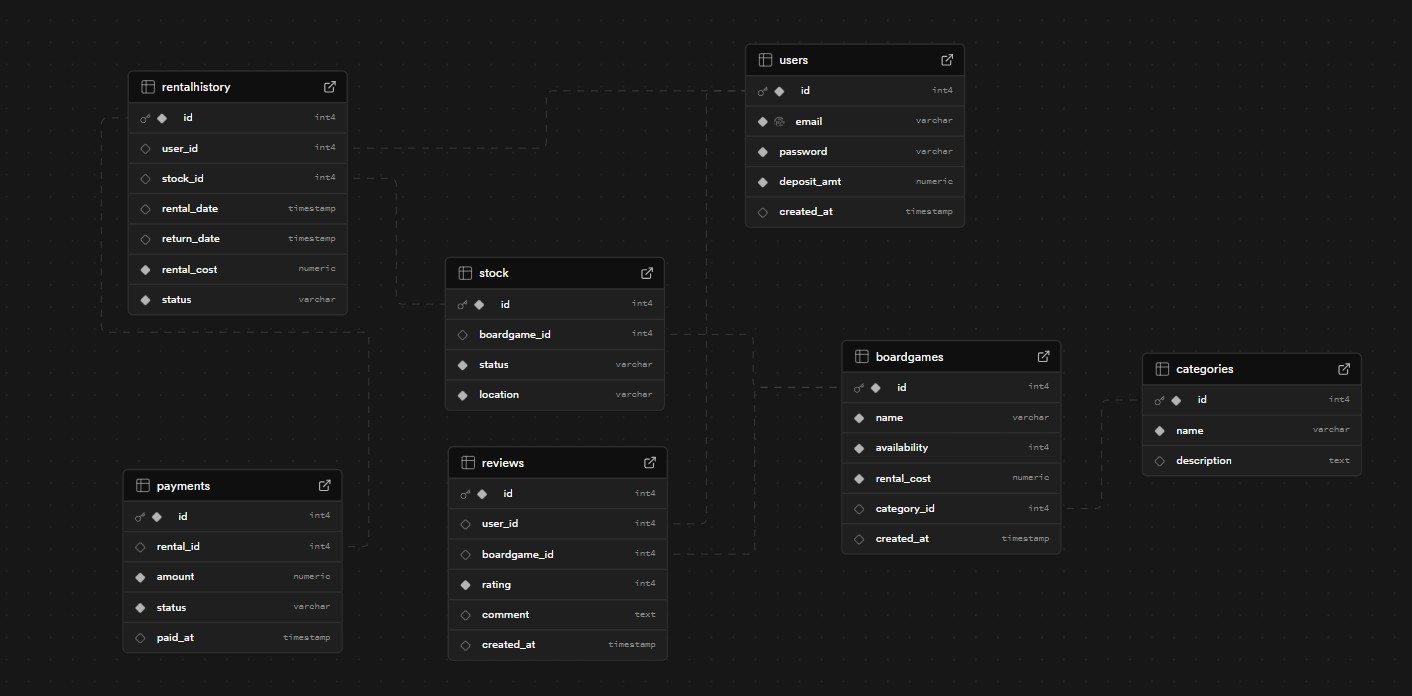 rentalhistory
id int4
user_id int4
stock_id int4
rental_date timestamp
return_date timestamp
rental_cost numeric
status varchar
users
id int4
email varchar
password varchar
deposit_amt numeric
created_at timestamp
stock
id int4
boardgame_id int4
status varchar
location varchar
boardgames
id int4
name varchar
availability int4
rental_cost numeric
category_id int4
created_at timestamp
categories
id int4
name varchar
description text
payments
id int4
rental_id int4
amount numeric
status varchar
paid_at timestamp
reviews
id int4
user_id int4
boardgame_id int4
rating int4
comment text
created_at timestamp